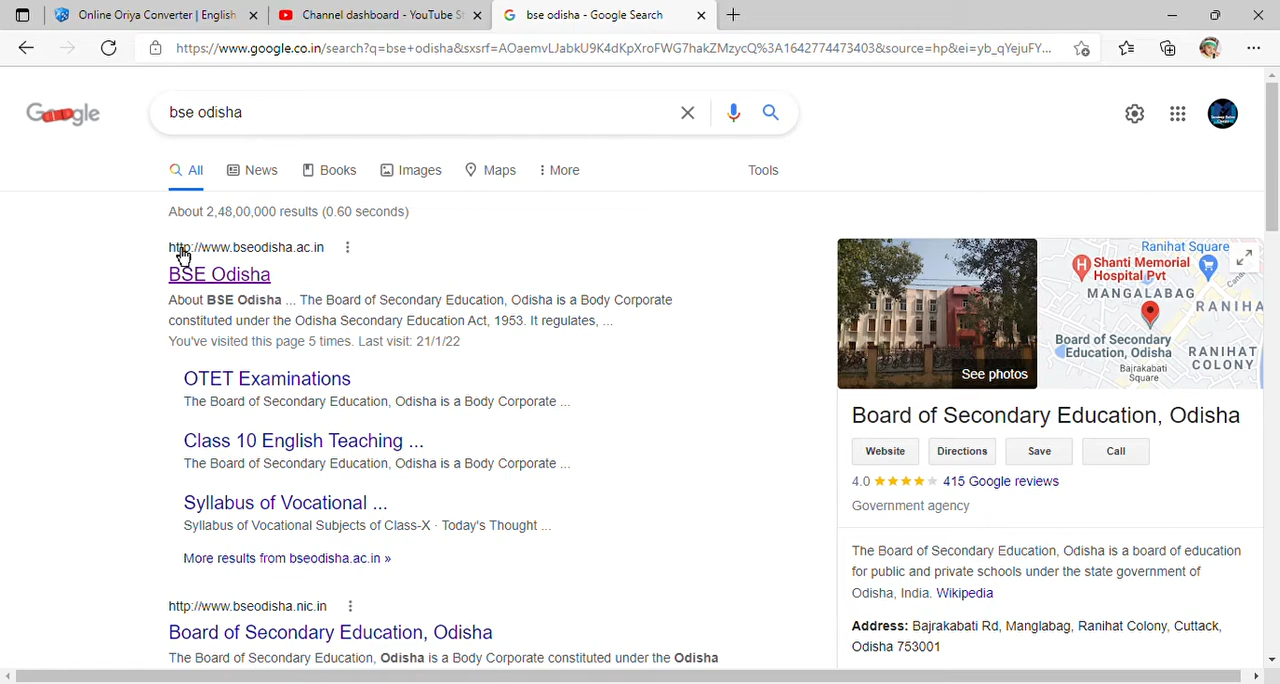 Online Oriya Converter | English
Channel dashboard - YouTube St
bse odisha - Google Search
https://www.google.co.in/search?q=bse+odisha&sxsrf=AOaemvLJabkU9K4dKpXroFWG7hakZMzycQ%3A1642774473403&source=hp&ei=yb_qYejuFY...
Google
bse odisha
All News Books Images Maps More Tools
About 2,48,00,000 results (0.60 seconds)
http://www.bseodisha.ac.in
BSE Odisha
About BSE Odisha ... The Board of Secondary Education, Odisha is a Body Corporate
constituted under the Odisha Secondary Education Act, 1953. It regulates, ...
You've visited this page 5 times. Last visit: 21/1/22
OTET Examinations
The Board of Secondary Education, Odisha is a Body Corporate ...
Class 10 English Teaching ...
The Board of Secondary Education, Odisha is a Body Corporate ...
Syllabus of Vocational ...
Syllabus of Vocational Subjects of Class-X · Today's Thought ...
More results from bseodisha.ac.in »
http://www.bseodisha.nic.in
Board of Secondary Education, Odisha
The Board of Secondary Education, Odisha is a Body Corporate constituted under the Odisha
See photos
Ranihat Square
H Shanti Memorial
Hospital Pvt
MANGALABAG
RANIHA
Board of Secondary
Education, Odisha
Bajrakabati
Square
RANIHAT
COLONY
Board of Secondary Education, Odisha
Website Directions Save Call
4.0 ★★★★★ 415 Google reviews
Government agency
The Board of Secondary Education, Odisha is a board of education
for public and private schools under the state government of
Odisha, India. Wikipedia
Address: Bajrakabati Rd, Manglabag, Ranihat Colony, Cuttack,
Odisha 753001